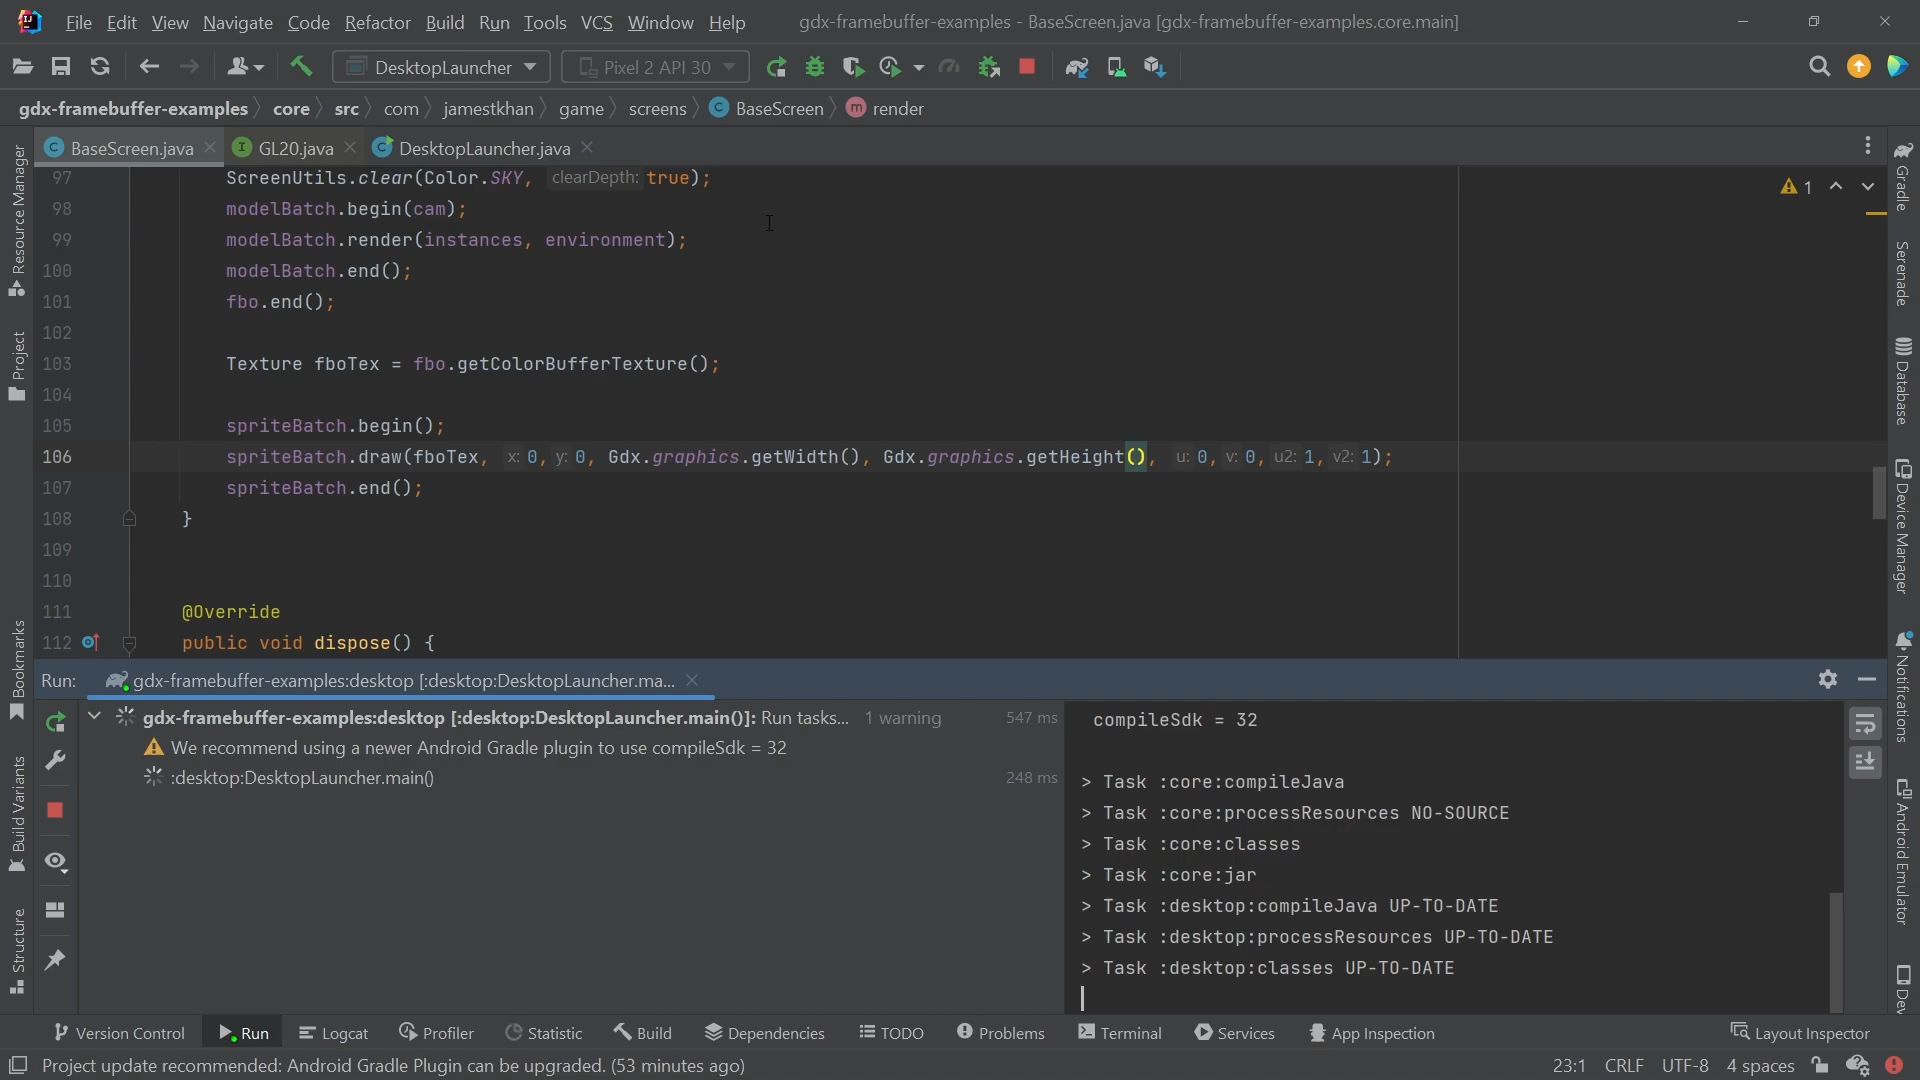 File Edit View Navigate Code Refactor Build Run Tools VCS Window Help gdx-framebuffer-examples - BaseScreen.java [gdx-framebuffer-examples.core.main]
DesktopLauncher Pixel 2 API 30
gdx-framebuffer-examples core src com jamestkhan game screens C BaseScreen m render
C BaseScreen.java I GL20.java C DesktopLauncher.java
97 ScreenUtils.clear(Color.SKY, clearDepth: true);
1
98 modelBatch.begin(cam);
99 modelBatch.render(instances, environment);
100 modelBatch.end();
101 fbo.end();
102
103 Texture fboTex = fbo.getColorBufferTexture();
104
105 spriteBatch.begin();
106 spriteBatch.draw(fboTex, x: 0, y: 0, Gdx.graphics.getWidth(), Gdx.graphics.getHeight(), u: 0, v: 0, u2: 1, v2: 1);
107 spriteBatch.end();
108 }
109
110
111 @Override
112 public void dispose() {
Run: gdx-framebuffer-examples:desktop [:desktop:DesktopLauncher.ma...
gdx-framebuffer-examples:desktop [:desktop:DesktopLauncher.main()]: Run tasks... 1 warning 547 ms
We recommend using a newer Android Gradle plugin to use compileSdk = 32
:desktop:DesktopLauncher.main() 248 ms
compileSdk = 32
> Task :core:compileJava
> Task :core:processResources NO-SOURCE
> Task :core:classes
> Task :core:jar
> Task :desktop:compileJava UP-TO-DATE
> Task :desktop:processResources UP-TO-DATE
> Task :desktop:classes UP-TO-DATE
Resource Manager
Project
Bookmarks
Build Variants
Structure
Gradle
Serenade
Database
Device Manager
Notifications
Android Emulator
Dev
Version Control Run Logcat Profiler Statistic Build Dependencies TODO Problems Terminal Services App Inspection Layout Inspector
Project update recommended: Android Gradle Plugin can be upgraded. (53 minutes ago) 23:1 CRLF UTF-8 4 spaces